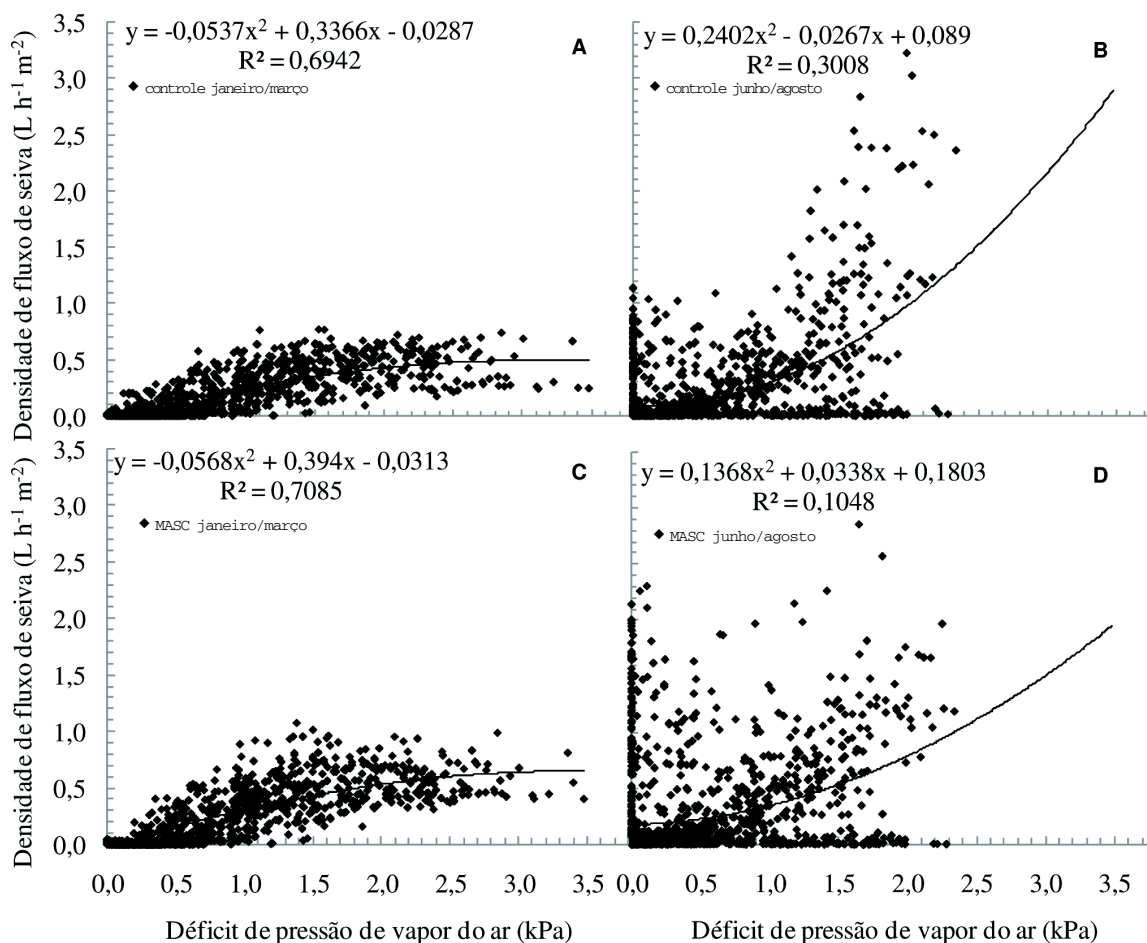 y = -0,0537x² + 0,3366x - 0,0287
R² = 0,6942
A
controle janeiro/março
y = 0,2402x² - 0,0267x + 0,089
R² = 0,3008
B
controle junho/agosto
3,5
3,0
2,5
2,0
1,5
1,0
0,5
0,0
Densidade de fluxo de seiva (L h⁻¹ m⁻²)
y = -0,0568x² + 0,394x - 0,0313
R² = 0,7085
C
MASC janeiro/março
y = 0,1368x² + 0,0338x + 0,1803
R² = 0,1048
D
MASC junho/agosto
3,5
3,0
2,5
2,0
1,5
1,0
0,5
0,0
Densidade de fluxo de seiva (L h⁻¹ m⁻²)
0,0 0,5 1,0 1,5 2,0 2,5 3,0 3,5
0,0 0,5 1,0 1,5 2,0 2,5 3,0 3,5
Déficit de pressão de vapor do ar (kPa)
Déficit de pressão de vapor do ar (kPa)